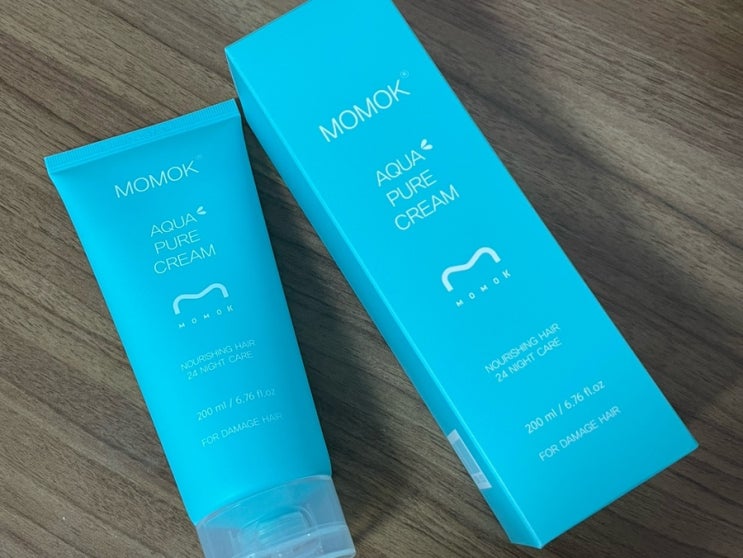 MOMOK®
AQUA
PURE
CREAM
MOMOK
NOURISHING HAIR
24 NIGHT CARE
200 ml / 6.76 fl.oz
FOR DAMAGE HAIR
MOMOK®
AQUA
PURE
CREAM
MOMOK
NOURISHING HAIR
24 NIGHT CARE
200 ml / 6.76 fl.oz
FOR DAMAGE HAIR